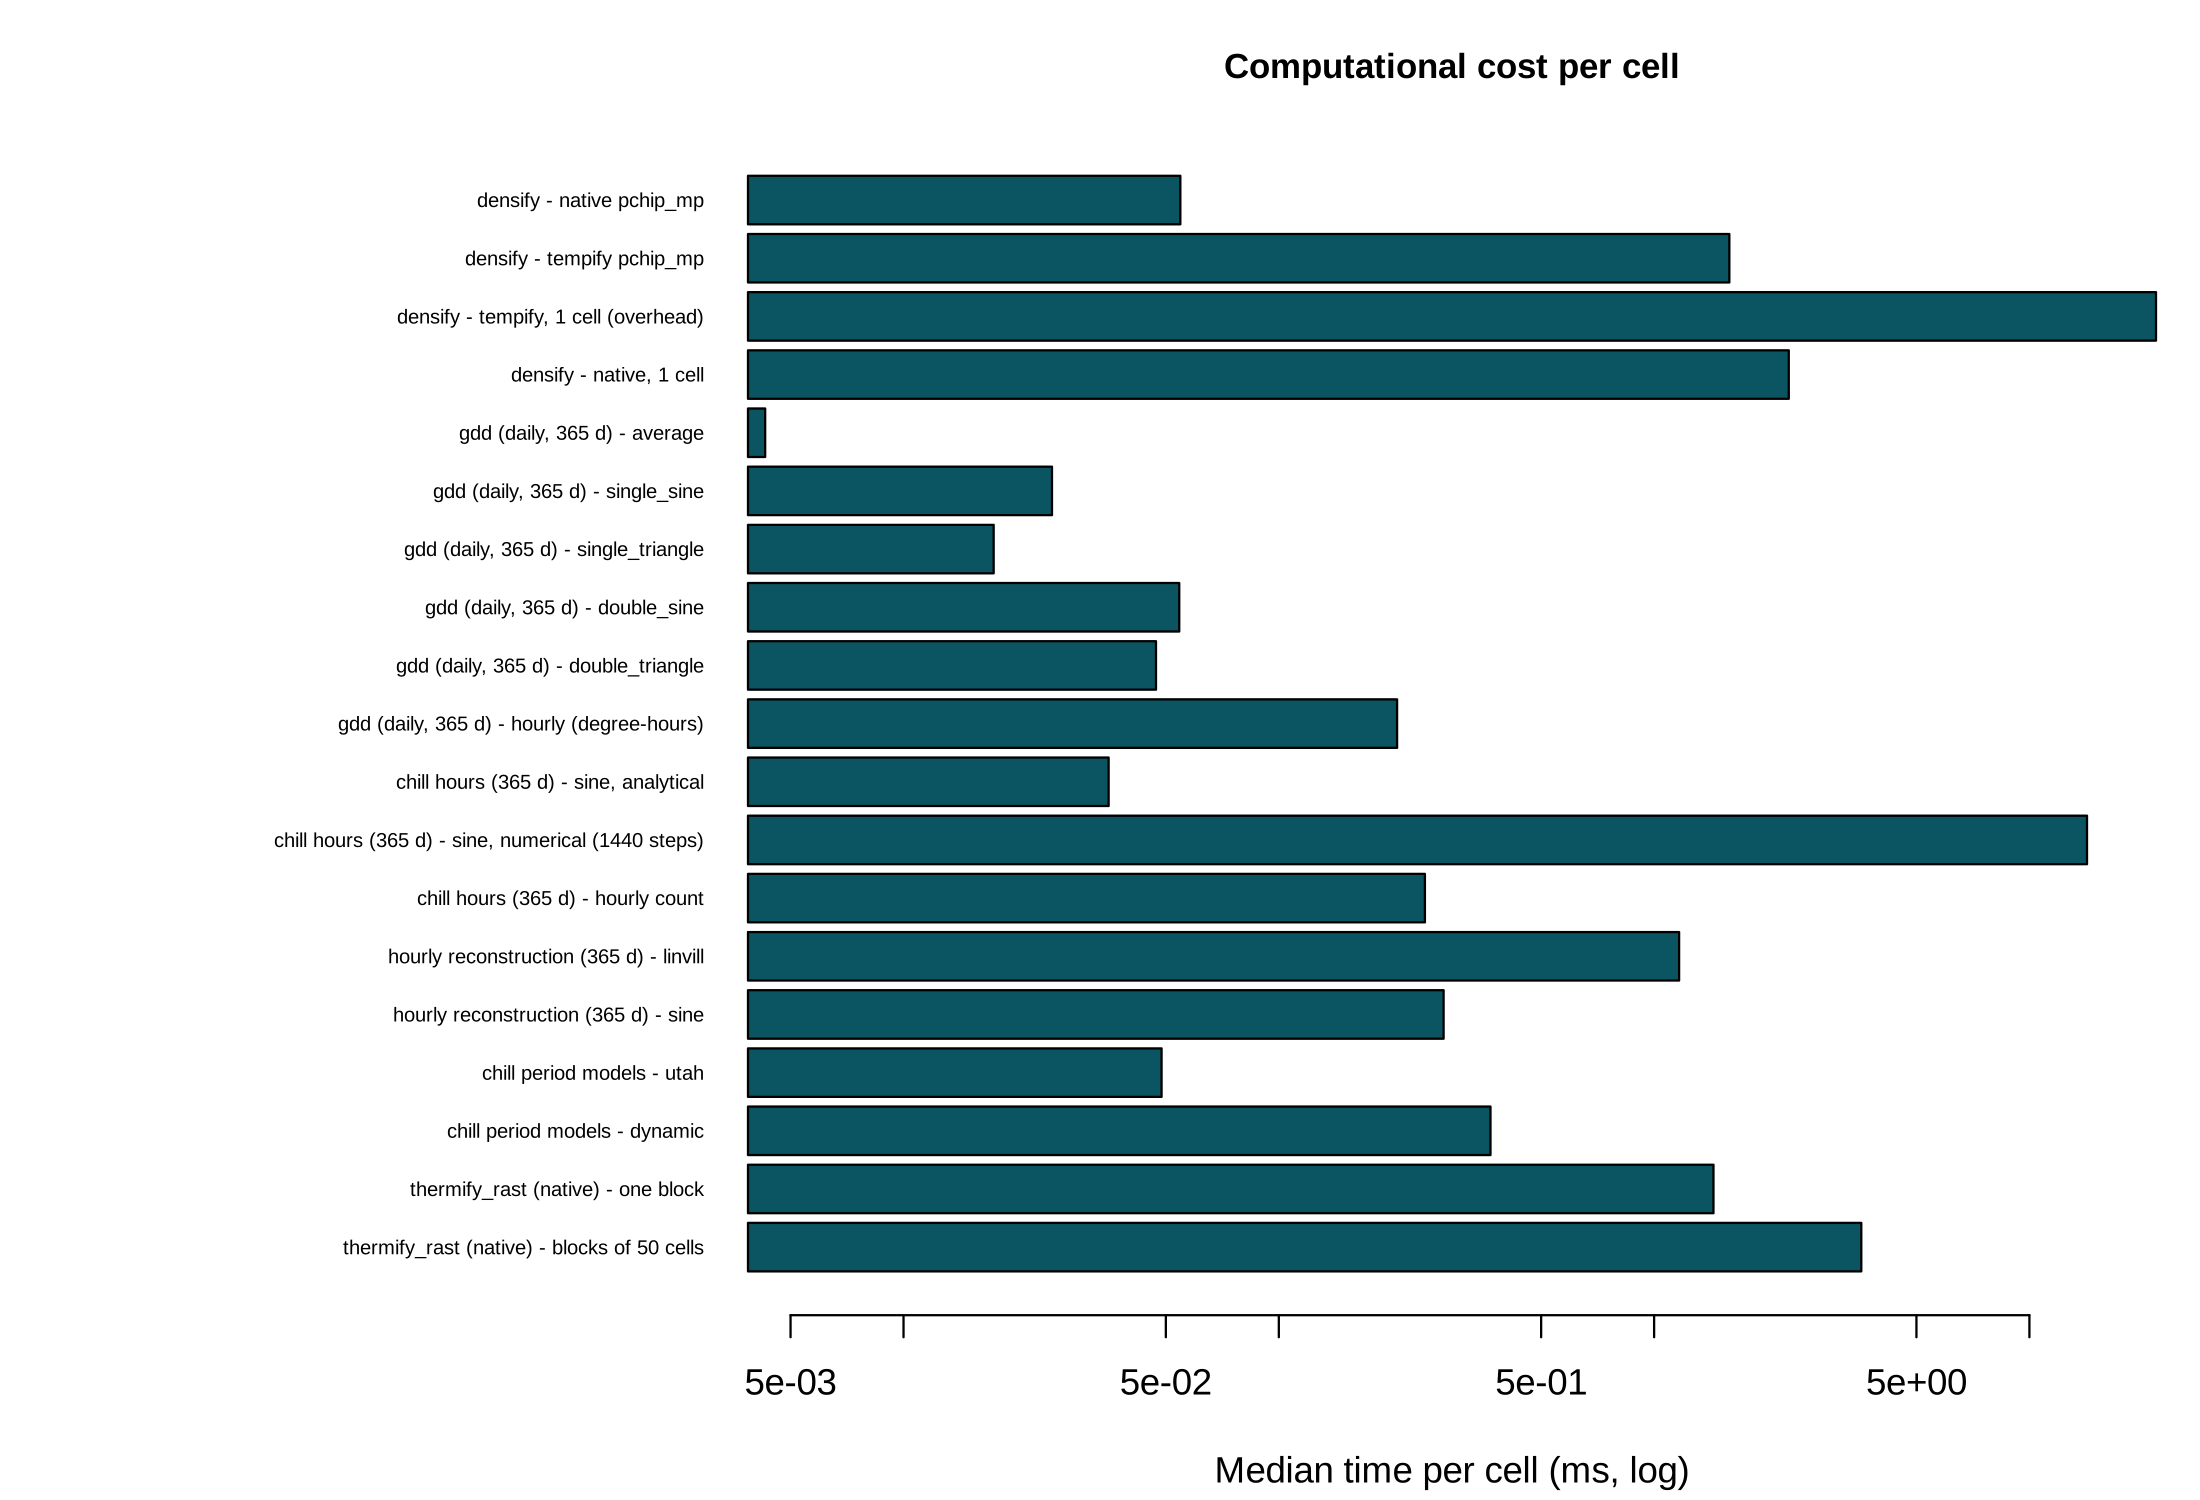 Computational cost per cell
densify - native pchip_mp
densify - tempify pchip_mp
densify - tempify, 1 cell (overhead)
densify - native, 1 cell
gdd (daily, 365 d) - average
gdd (daily, 365 d) - single_sine
gdd (daily, 365 d) - single_triangle
gdd (daily, 365 d) - double_sine
gdd (daily, 365 d) - double_triangle
gdd (daily, 365 d) - hourly (degree-hours)
chill hours (365 d) - sine, analytical
chill hours (365 d) - sine, numerical (1440 steps)
chill hours (365 d) - hourly count
hourly reconstruction (365 d) - linvill
hourly reconstruction (365 d) - sine
chill period models - utah
chill period models - dynamic
thermify_rast (native) - one block
thermify_rast (native) - blocks of 50 cells
5e-03 5e-02 5e-01 5e+00
Median time per cell (ms, log)